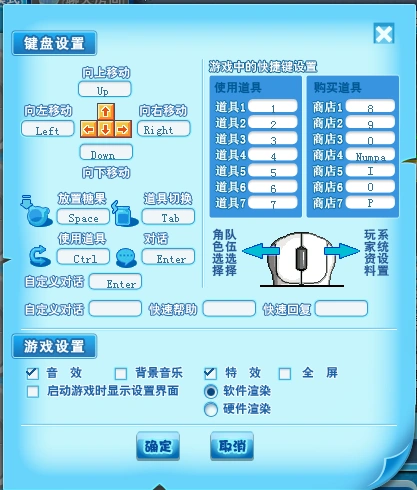 键盘设置
向上移动
Up
向左移动 向右移动
Left Right
Down
向下移动
放置糖果 道具切换
Space Tab
使用道具 对话
Ctrl Enter
自定义对话 Enter
自定义对话 快速帮助 快速回复
游戏中的快捷键设置
使用道具 购买道具
道具1 1 商店1 8
道具2 2 商店2 9
道具3 3 商店3 0
道具4 4 商店4 Numpa
道具5 5 商店5 I
道具6 6 商店6 O
道具7 7 商店7 P
角色选择 队伍选择
玩家资料 系统设置
游戏设置
音 效 背景音乐 特 效 全 屏
启动游戏时显示设置界面 软件渲染
硬件渲染
确定 取消